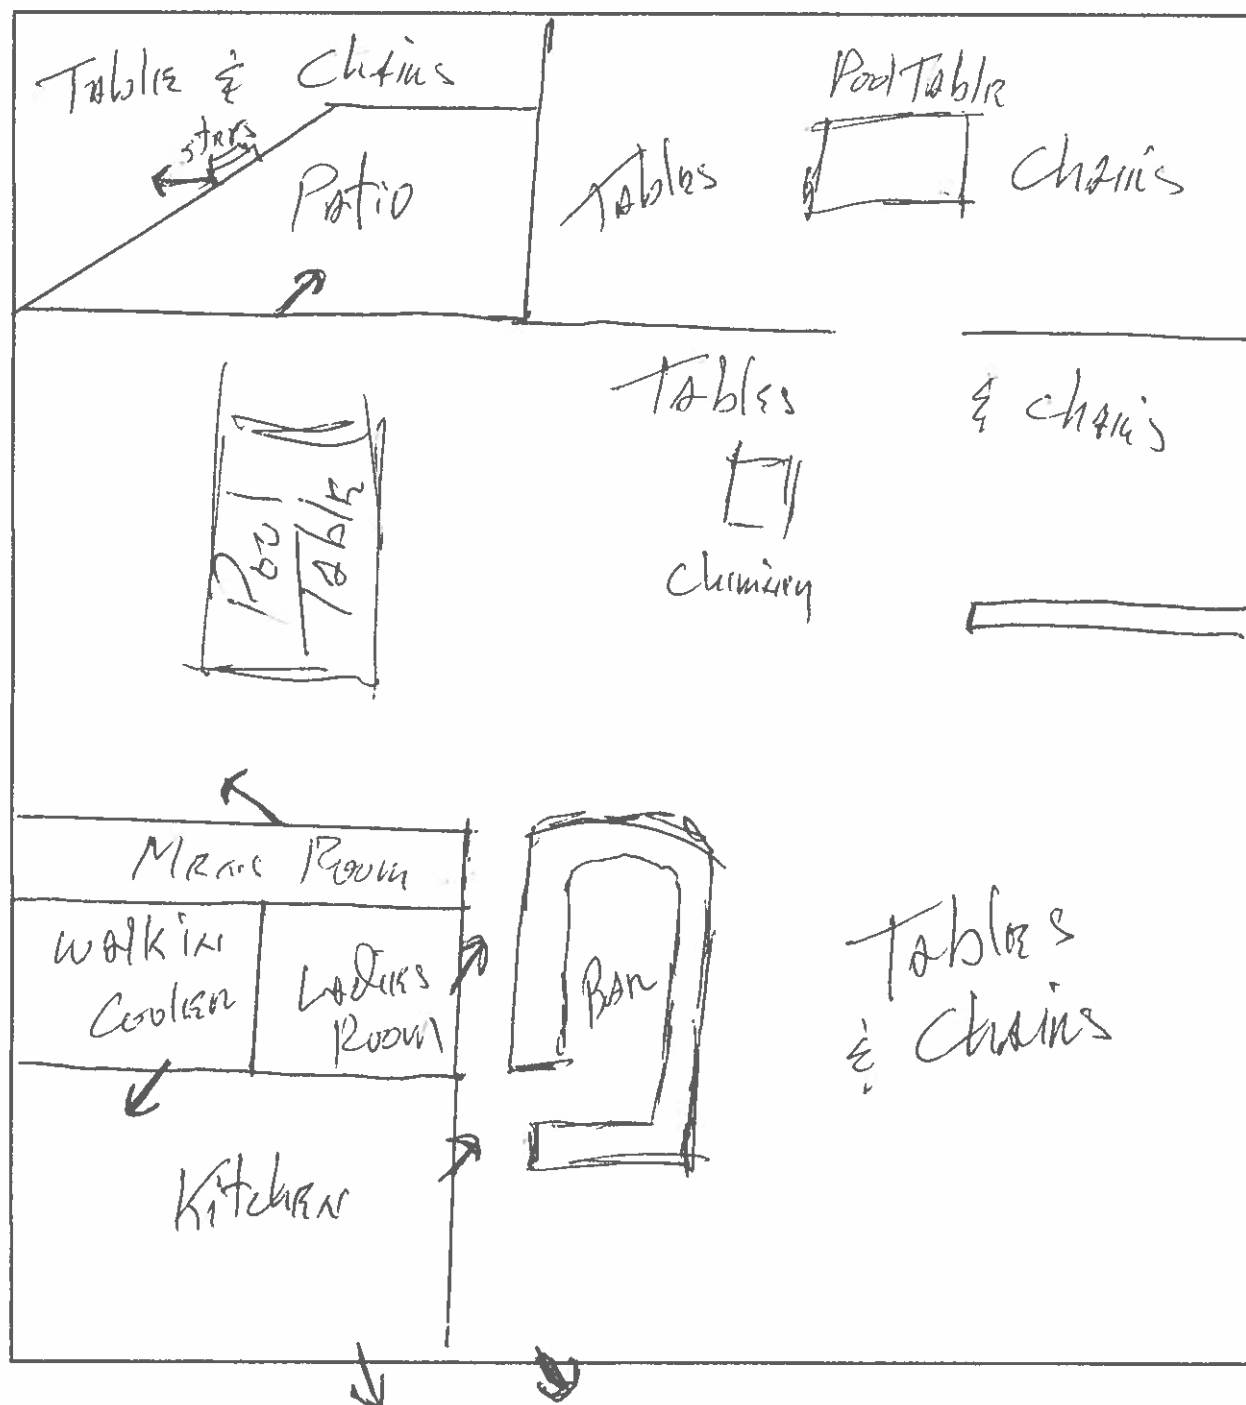 Table & Chairs
Stairs
Patio
Pool Table
Tables
Chairs
Tables & Chairs
Pool
Table
Chimney
Mens Room
Walk in
Cooler
Ladies
Room
Bar
Tables
& Chairs
Kitchen